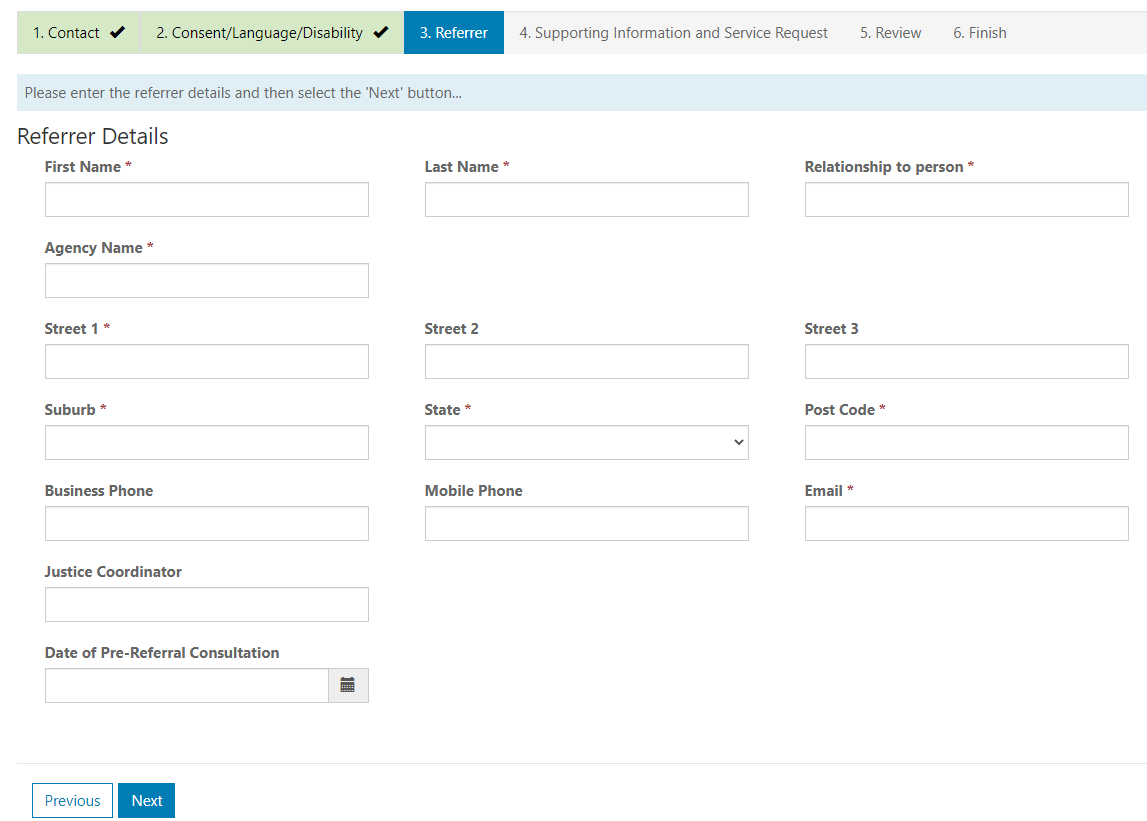 1. Contact 2. Consent/Language/Disability 3. Referrer 4. Supporting Information and Service Request 5. Review 6. Finish
Please enter the referrer details and then select the 'Next' button...
Referrer Details
First Name * Last Name * Relationship to person *
Agency Name *
Street 1 * Street 2 Street 3
Suburb * State * Post Code *
Business Phone Mobile Phone Email *
Justice Coordinator
Date of Pre-Referral Consultation
Previous Next